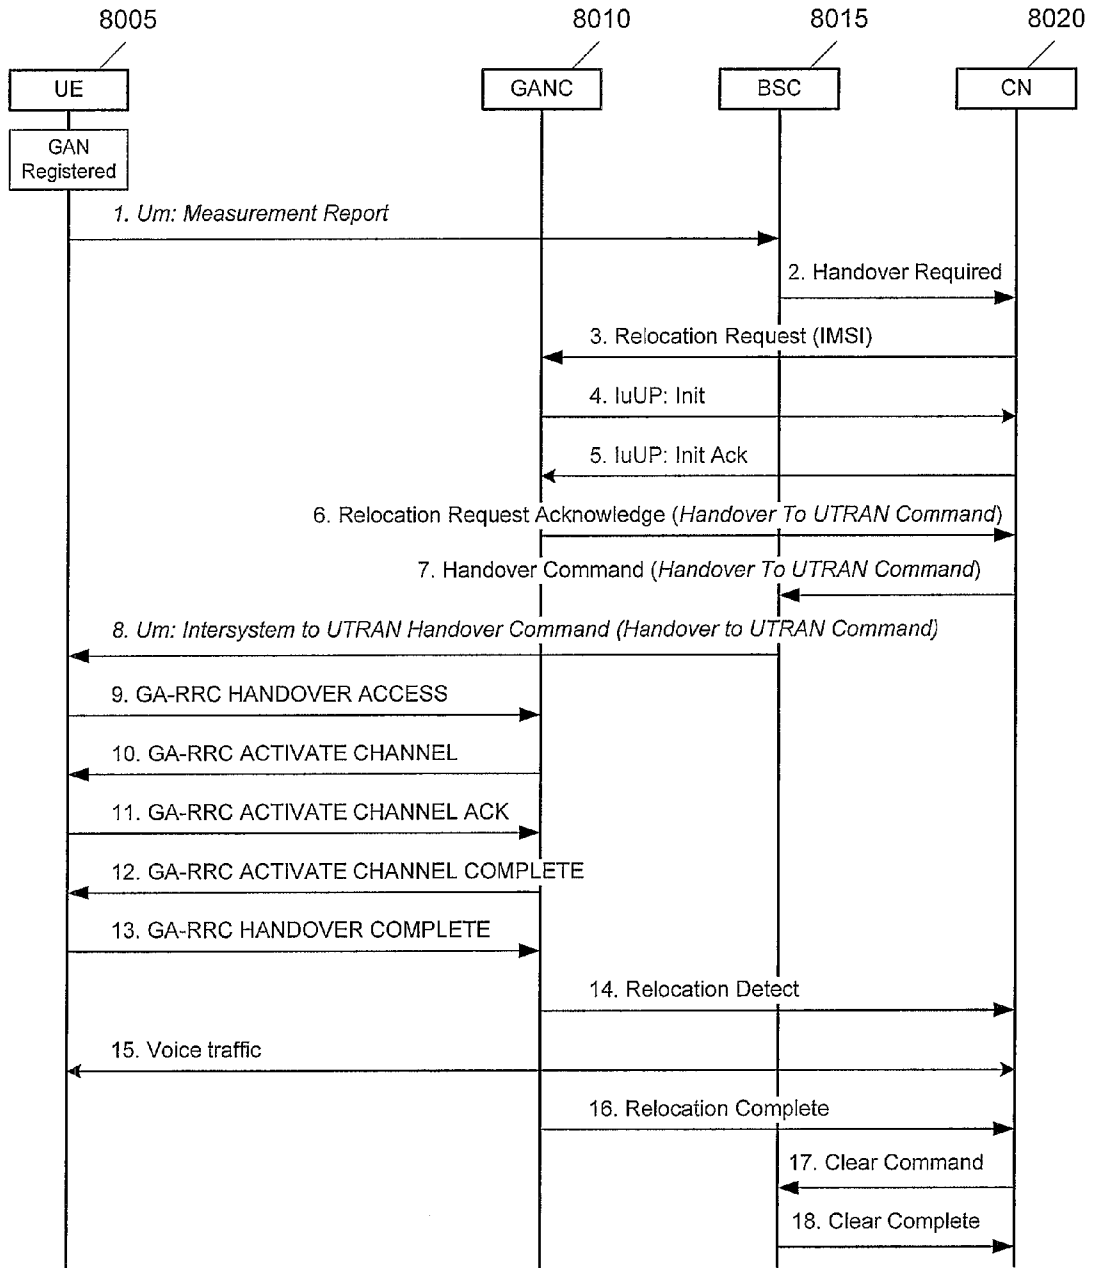 8005
8010
8015
8020
UE
GANC
BSC
CN
GAN
Registered
1. Um: Measurement Report
2. Handover Required
3. Relocation Request (IMSI)
4. IuUP: Init
5. IuUP: Init Ack
6. Relocation Request Acknowledge (Handover To UTRAN Command)
7. Handover Command (Handover To UTRAN Command)
8. Um: Intersystem to UTRAN Handover Command (Handover to UTRAN Command)
9. GA-RRC HANDOVER ACCESS
10. GA-RRC ACTIVATE CHANNEL
11. GA-RRC ACTIVATE CHANNEL ACK
12. GA-RRC ACTIVATE CHANNEL COMPLETE
13. GA-RRC HANDOVER COMPLETE
14. Relocation Detect
15. Voice traffic
16. Relocation Complete
17. Clear Command
18. Clear Complete